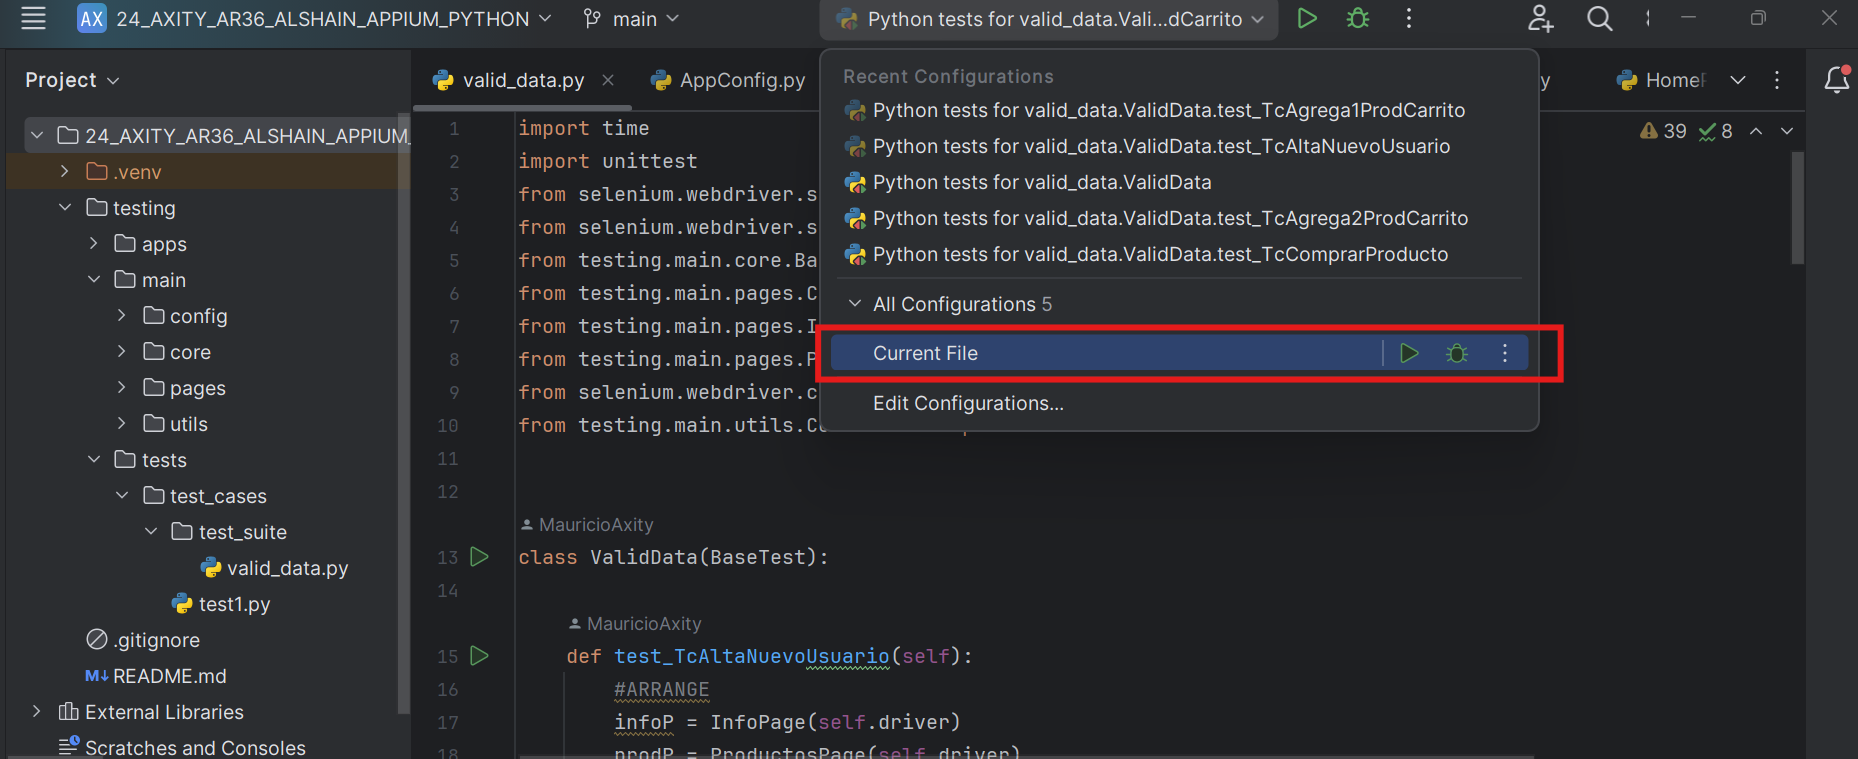 AX 24_AXITY_AR36_ALSHAIN_APPIUM_PYTHON main Python tests for valid_data.Vali...dCarrito
Project
valid_data.py AppConfig.py y HomeP
24_AXITY_AR36_ALSHAIN_APPIUM_
.venv
testing
apps
main
config
core
pages
utils
tests
test_cases
test_suite
valid_data.py
test1.py
.gitignore
M↓ README.md
External Libraries
Scratches and Consoles
Recent Configurations
Python tests for valid_data.ValidData.test_TcAgrega1ProdCarrito
Python tests for valid_data.ValidData.test_TcAltaNuevoUsuario
Python tests for valid_data.ValidData
Python tests for valid_data.ValidData.test_TcAgrega2ProdCarrito
Python tests for valid_data.ValidData.test_TcComprarProducto
All Configurations 5
Current File
Edit Configurations...
39 8
1 import time
2 import unittest
3 from selenium.webdriver.s
4 from selenium.webdriver.s
5 from testing.main.core.Ba
6 from testing.main.pages.C
7 from testing.main.pages.I
8 from testing.main.pages.P
9 from selenium.webdriver.c
10 from testing.main.utils.Co
11
12
MauricioAxity
13 class ValidData(BaseTest):
14
MauricioAxity
15 def test_TcAltaNuevoUsuario(self):
16 #ARRANGE
17 infoP = InfoPage(self.driver)
18 prodP = ProductosPage(self.driver)